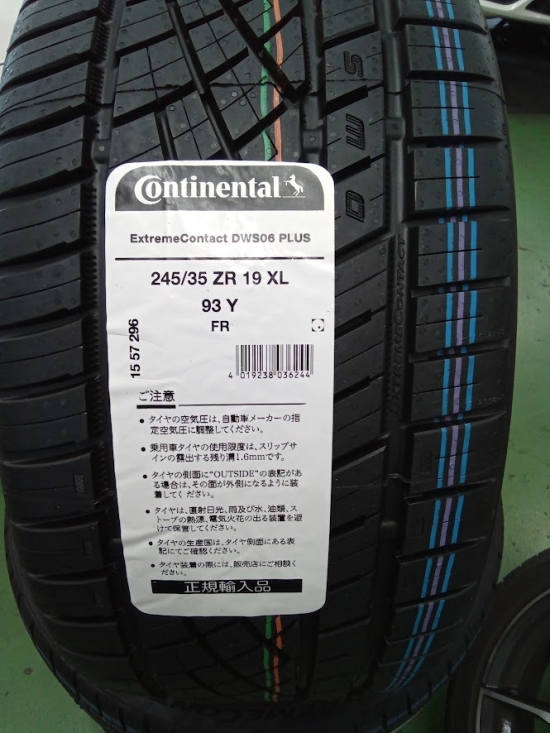 D W S
Continental
ExtremeContact DWS06 PLUS
245/35 ZR 19 XL
93 Y
FR
15 57 296
4 019238 036244
EXTREMECONTACT
ご注意
• タイヤの空気圧は、自動車メーカーの指
定空気圧に調整してください。
• 乗用車タイヤの使用限度は、スリップサ
インの露出する残り溝1.6mmです。
• タイヤの側面に"OUTSIDE"の表記があ
る場合は、その面が外側になるように装
着してください。
• タイヤは、直射日光、雨及び水、油類、ス
トーブの熱源、電気火花の出る装置を避
けて保管してください。
• タイヤの生産国は、タイヤ側面にある表
記にてご確認ください。
• タイヤ装着の際には、販売店にご相談く
ださい。
正規輸入品